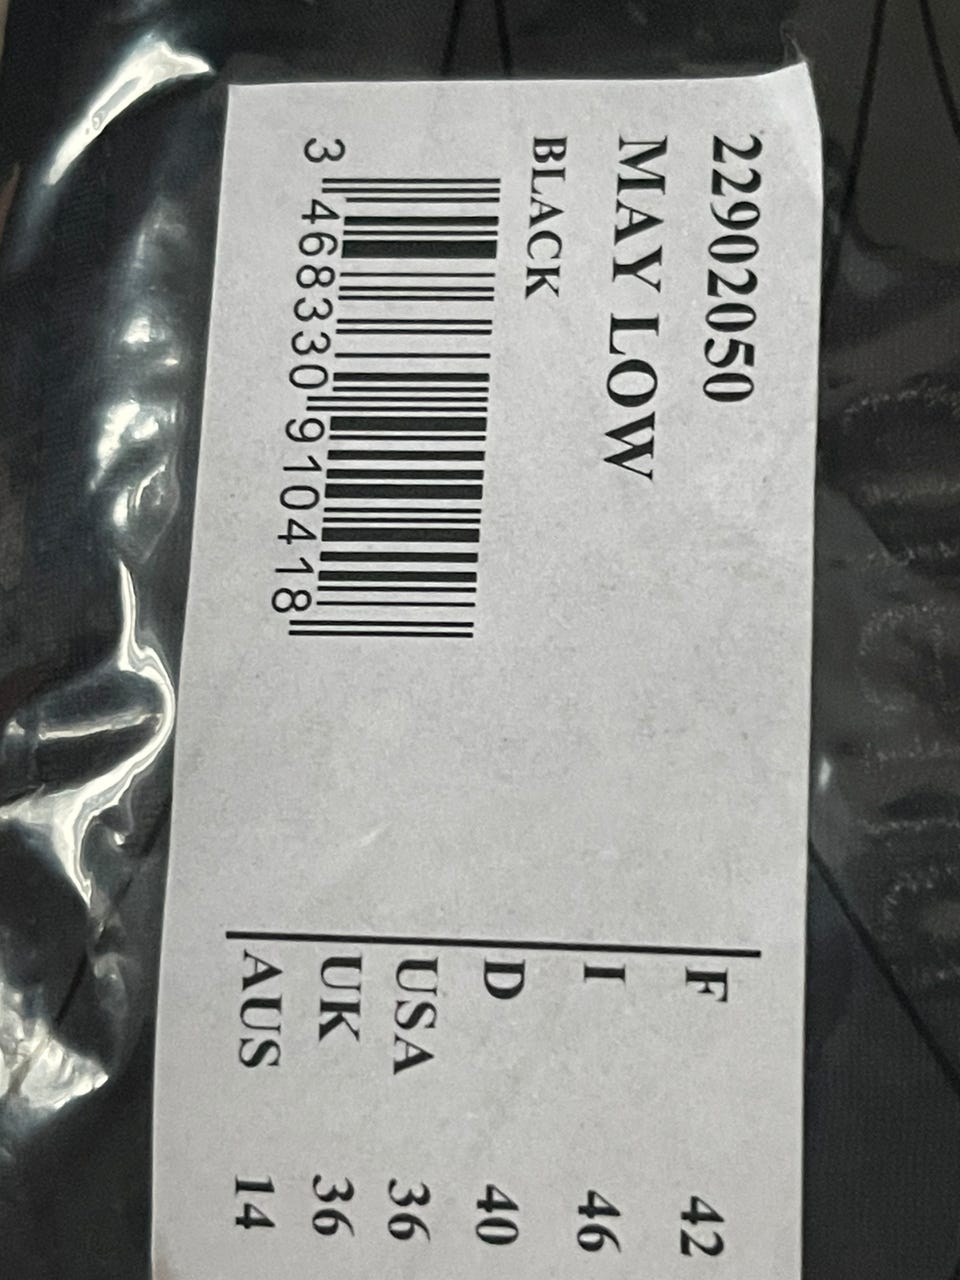 229020050
MAY LOW
BLACK
3 468330 910418
F 42
I 46
D 40
USA 36
UK 36
AUS 14